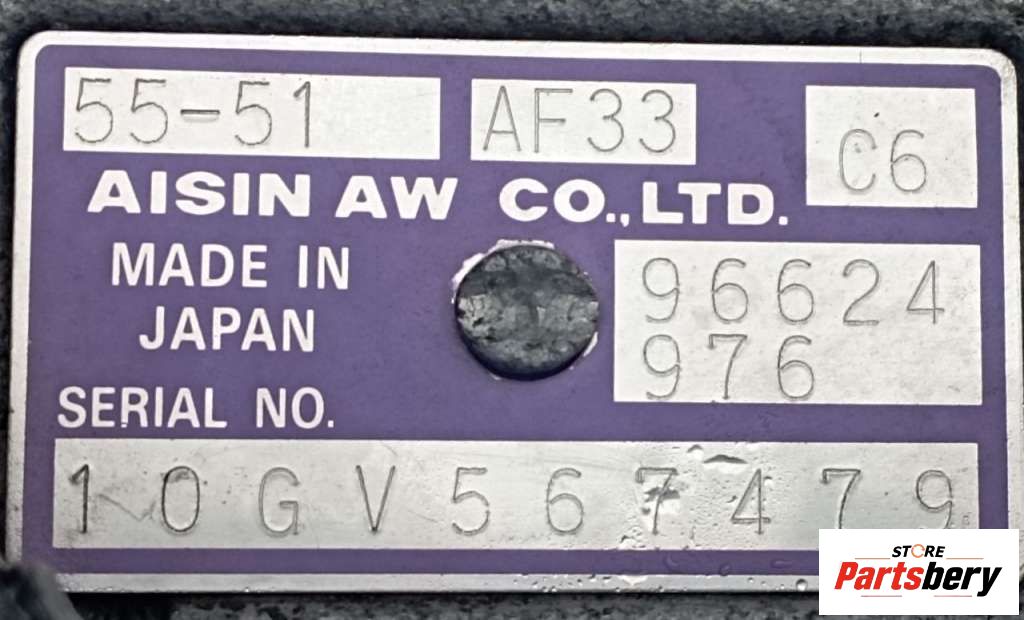 55-51 AF33 C6
AISIN AW CO.,LTD.
MADE IN
JAPAN
96624
976
SERIAL NO.
10GV567479
STORE
Partsbery